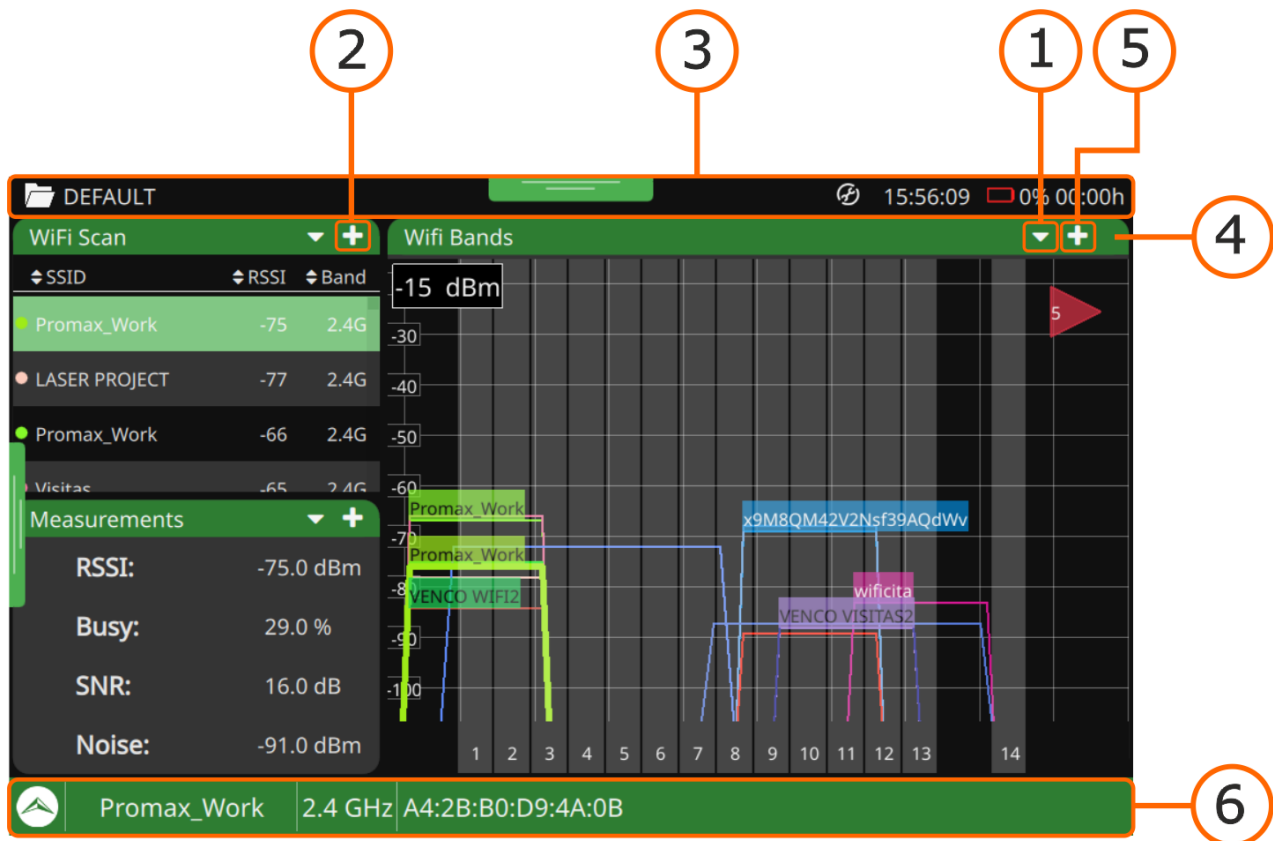 2 3 1 5
DEFAULT 15:56:09 0% 00:00h
WiFi Scan
SSID RSSI Band
Promax_Work -75 2.4G
LASER PROJECT -77 2.4G
Promax_Work -66 2.4G
Visitas -65 2.4G
Measurements
RSSI: -75.0 dBm
Busy: 29.0 %
SNR: 16.0 dB
Noise: -91.0 dBm
Wifi Bands
4
-15 dBm
5
-30
-40
-50
-60
Promax_Work
x9M8QM42V2Nsf39AQdWv
-70
Promax_Work
-80
VENCO WIFI2
wificita
VENCO VISITAS2
-90
-100
1 2 3 4 5 6 7 8 9 10 11 12 13 14
Promax_Work 2.4 GHz A4:2B:B0:D9:4A:0B
6